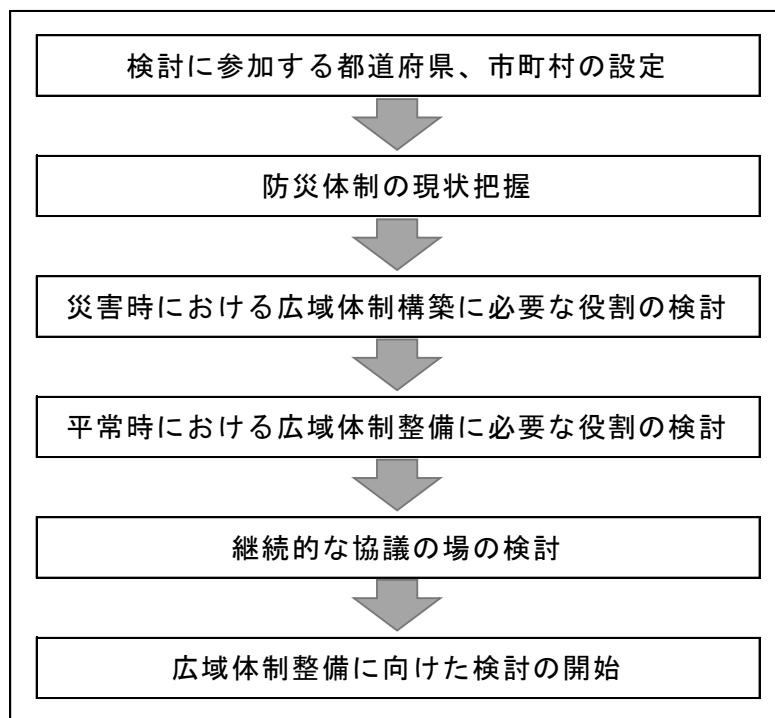 検討に参加する都道府県、市町村の設定
防災体制の現状把握
災害時における広域体制構築に必要な役割の検討
平常時における広域体制整備に必要な役割の検討
継続的な協議の場の検討
広域体制整備に向けた検討の開始